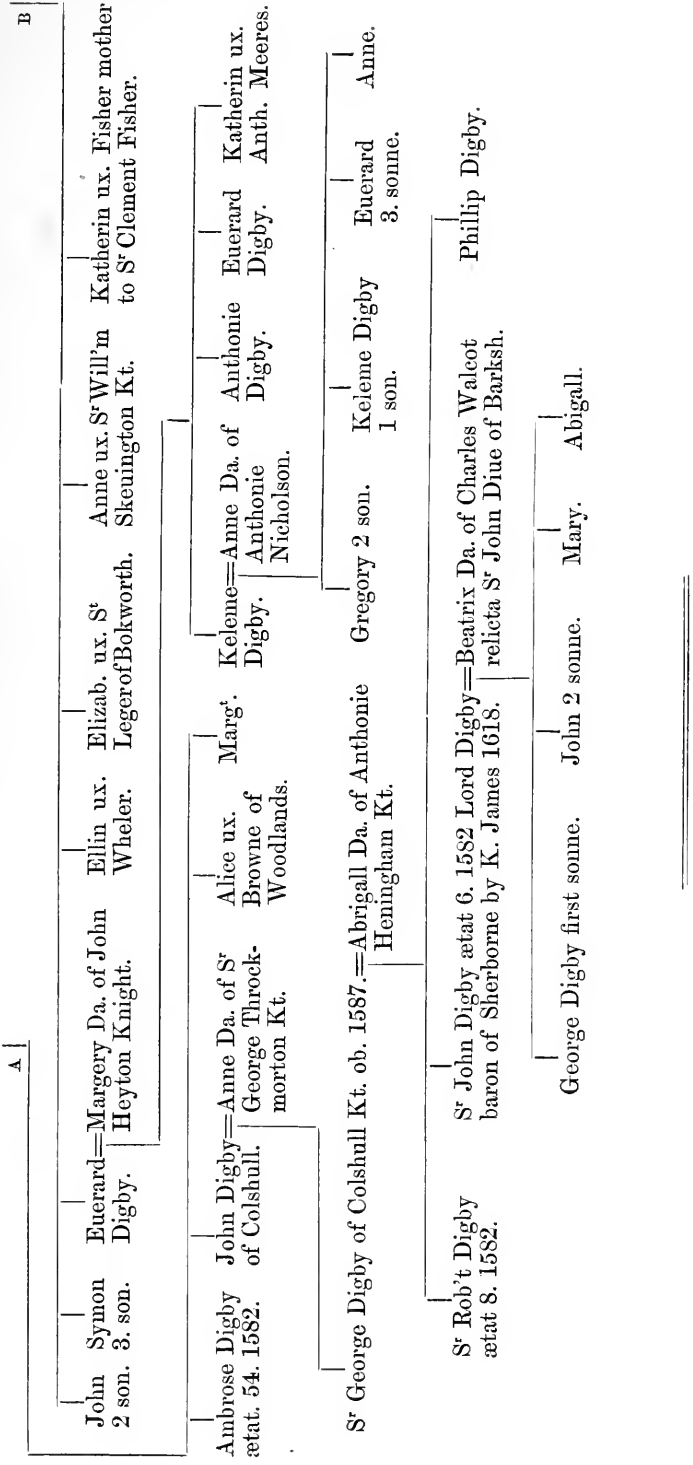 A
B
John
2 son.
Symon
3. son.
Euerard=Margery Da. of John
Digby. Heyton Knight.
Ellin ux.
Wheler.
Elizab. ux. Sᵗ
Leger of Bokworth.
Anne ux. Sʳ Will'm
Skeuington Kt.
Katherin ux. Fisher mother
to Sʳ Clement Fisher.
Ambrose Digby
ætat. 54. 1582.
John Digby=Anne Da. of Sʳ
of Colshull. George Throck-
morton Kt.
Alice ux.
Browne of
Woodlands.
Margᵗ.
Keleme=Anne Da. of
Digby. Anthonie
Nicholson.
Anthonie
Digby.
Euerard
Digby.
Katherin ux.
Anth. Meeres.
Sʳ George Digby of Colshull Kt. ob. 1587.=Abrigall Da. of Anthonie
Heningham Kt.
Gregory 2 son.
Keleme Digby
1 son.
Euerard
3. sonne.
Anne.
Sʳ Rob't Digby
ætat 8. 1582.
Sʳ John Digby ætat 6. 1582 Lord Digby=Beatrix Da. of Charles Walcot
baron of Sherborne by K. James 1618. relicta Sʳ John Diue of Barksh.
Phillip Digby.
George Digby first sonne.
John 2 sonne.
Mary.
Abigall.